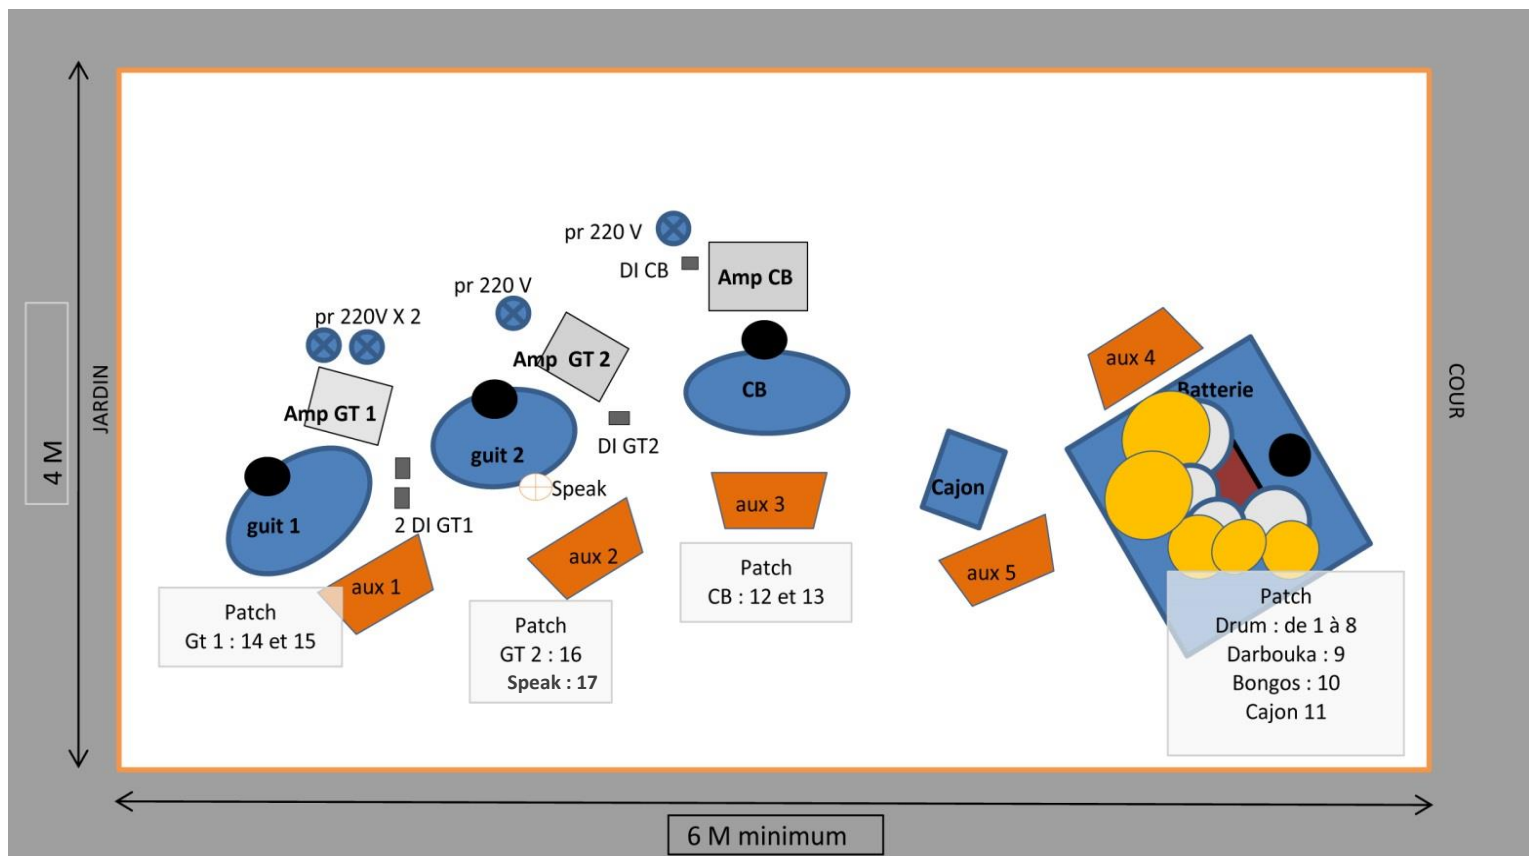 pr 220 V
DI CB
Amp CB
pr 220 V
pr 220V X 2
Amp GT 2
aux 4
Batterie
4 M
JARDIN
COUR
Amp GT 1
CB
guit 2
DI GT2
Cajon
Speak
aux 3
guit 1
2 DI GT1
aux 2
aux 5
aux 1
Patch
Gt 1 : 14 et 15
Patch
GT 2 : 16
Speak : 17
Patch
CB : 12 et 13
Patch
Drum : de 1 à 8
Darbouka : 9
Bongos : 10
Cajon 11
6 M minimum